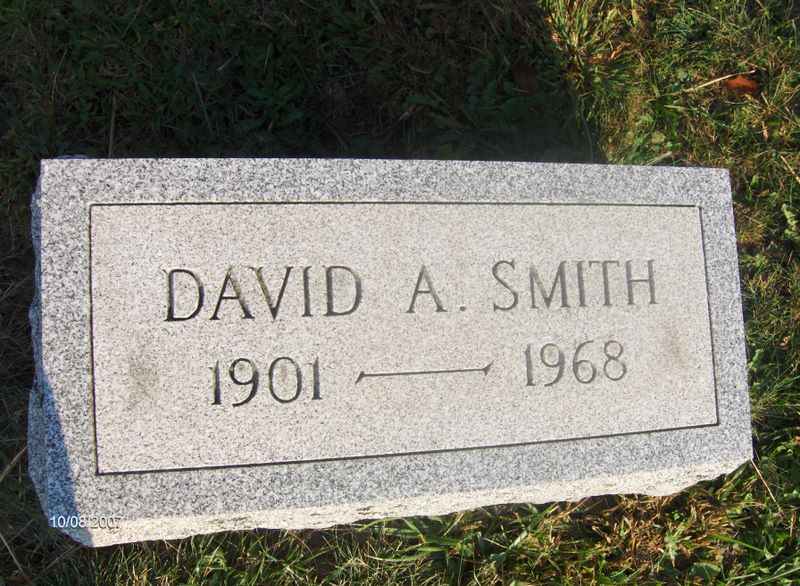 DAVID A. SMITH
1901 — 1968
10/08/2007